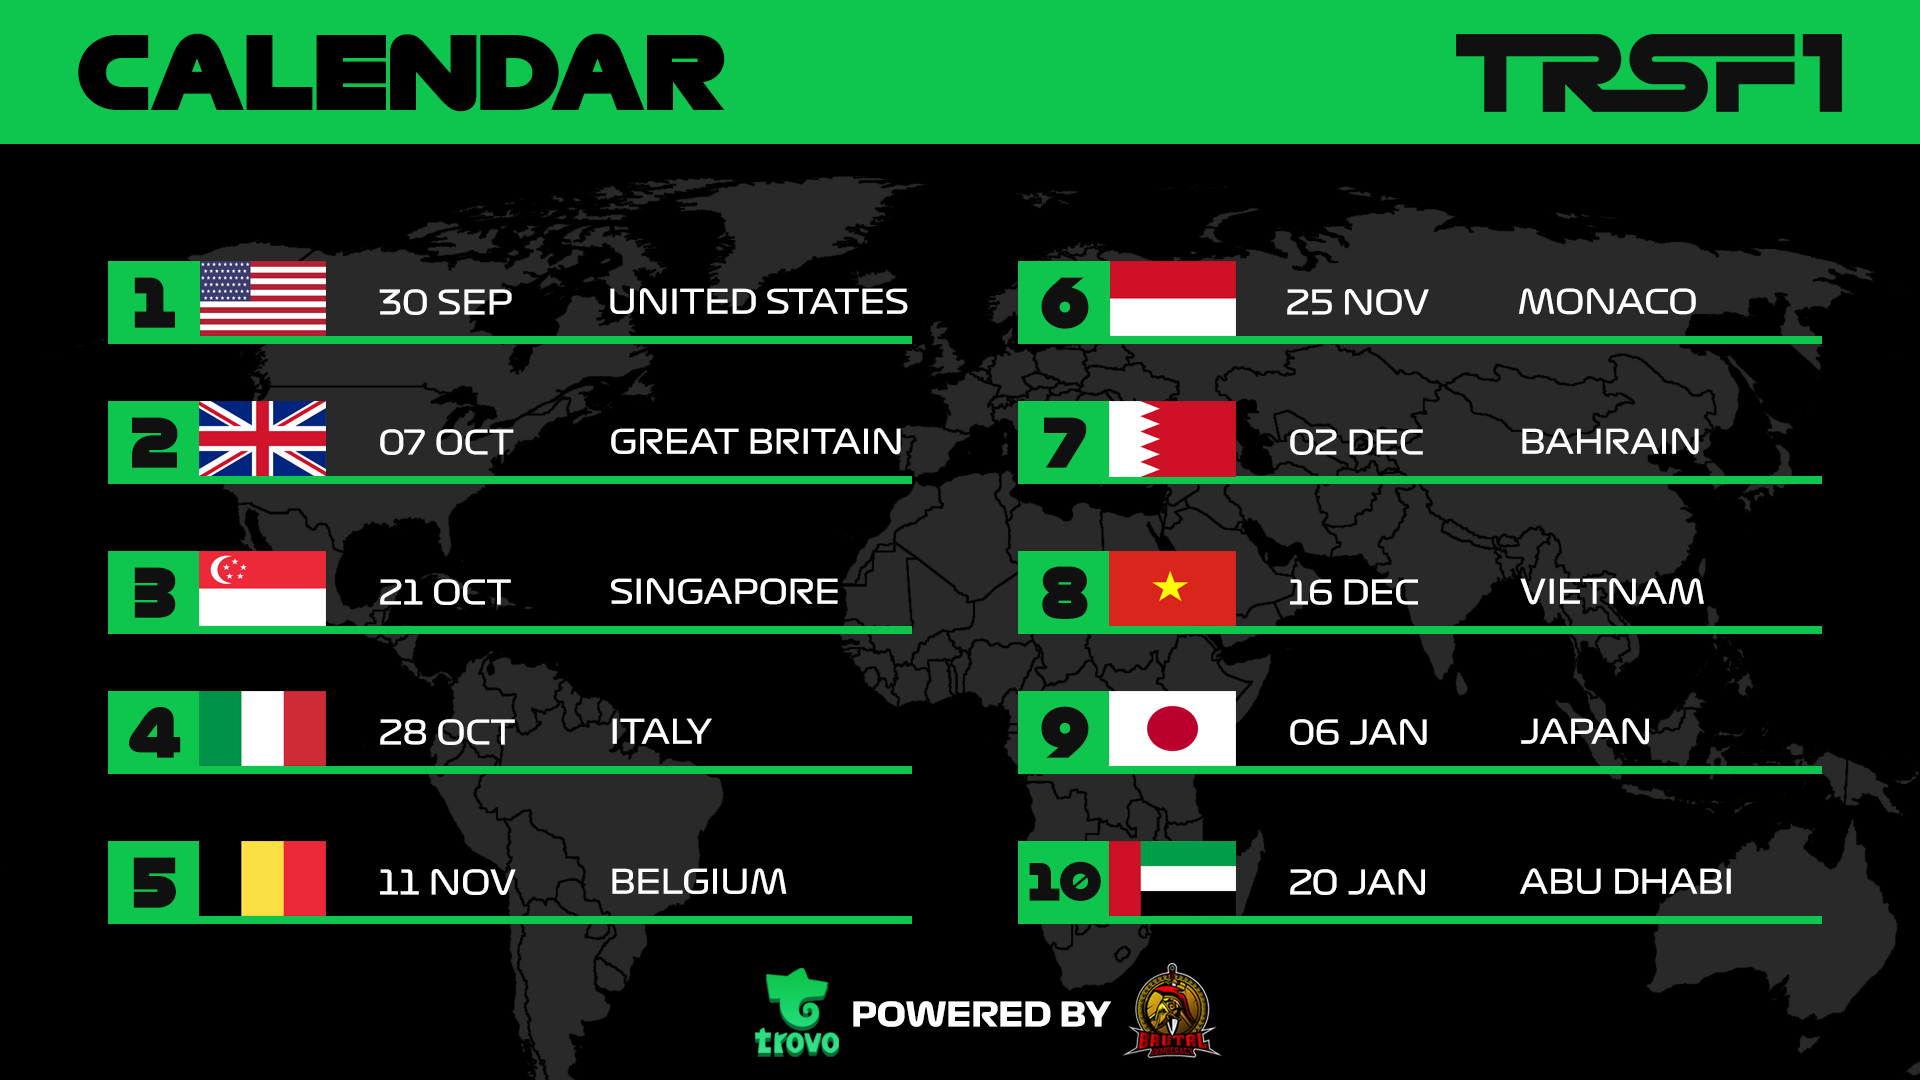 CALENDAR
TRSF1
1 30 SEP UNITED STATES
2 07 OCT GREAT BRITAIN
3 21 OCT SINGAPORE
4 28 OCT ITALY
5 11 NOV BELGIUM
6 25 NOV MONACO
7 02 DEC BAHRAIN
8 16 DEC VIETNAM
9 06 JAN JAPAN
10 20 JAN ABU DHABI
trovo
POWERED BY
BRUTAL
DEMOCRACY